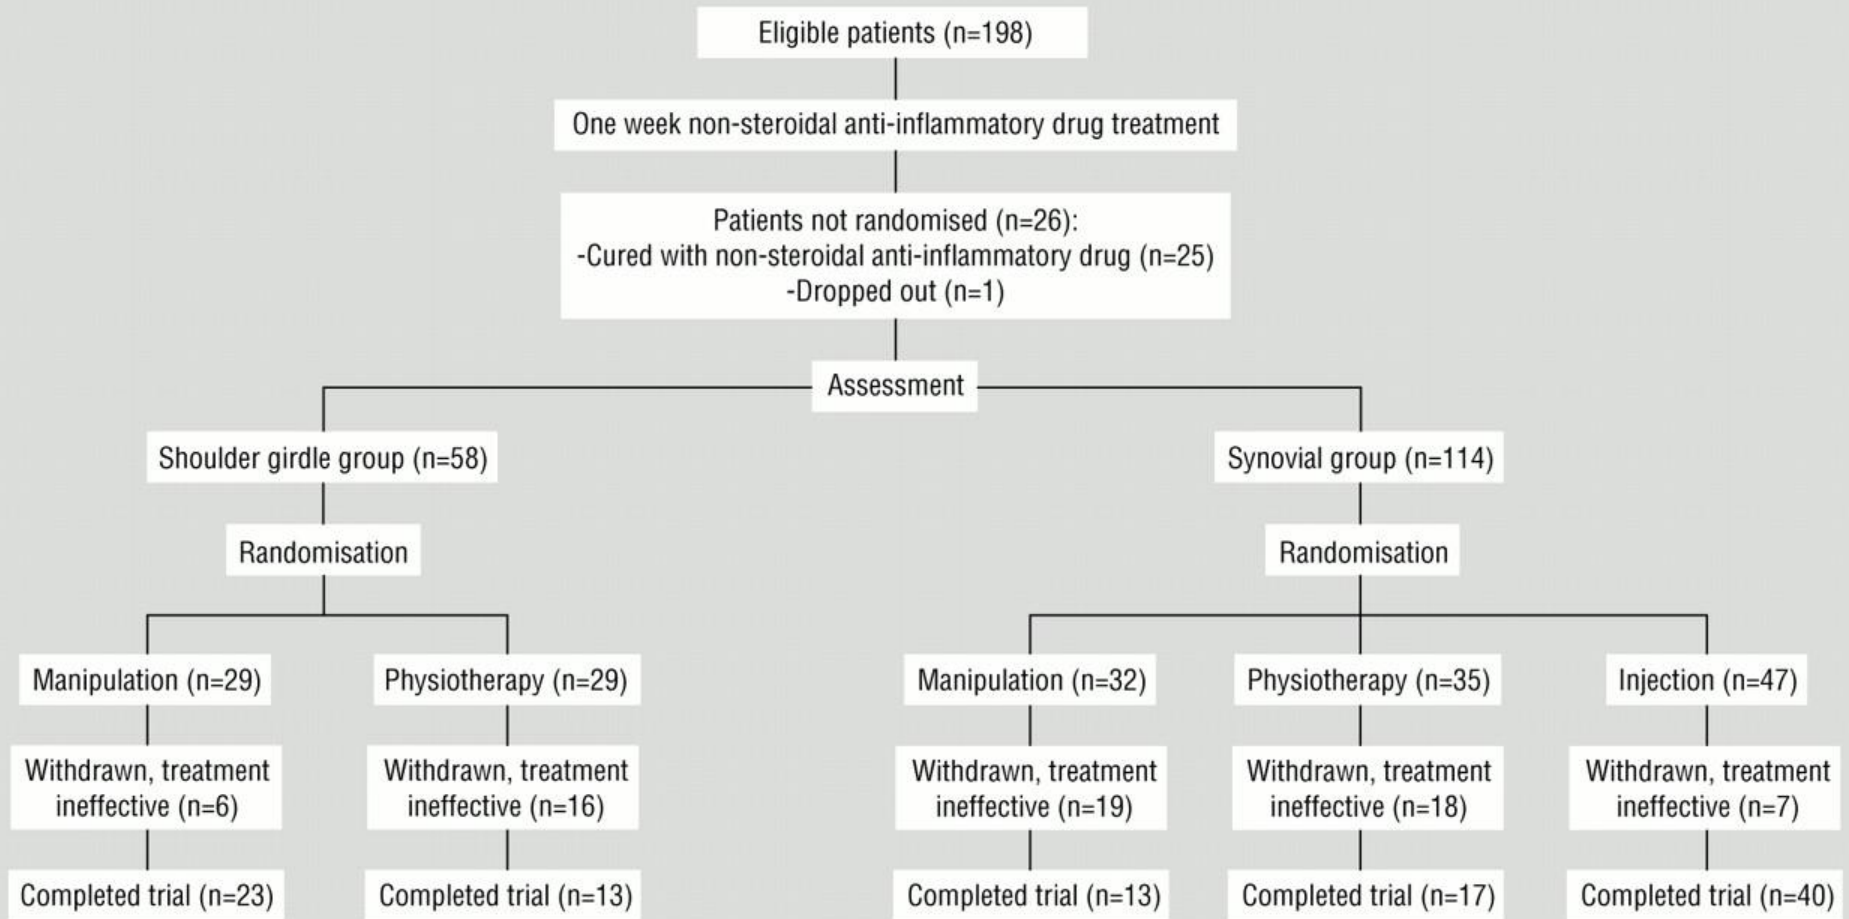 Eligible patients (n=198)
One week non-steroidal anti-inflammatory drug treatment
Patients not randomised (n=26):
-Cured with non-steroidal anti-inflammatory drug (n=25)
-Dropped out (n=1)
Assessment
Shoulder girdle group (n=58)
Synovial group (n=114)
Randomisation
Randomisation
Manipulation (n=29)
Physiotherapy (n=29)
Manipulation (n=32)
Physiotherapy (n=35)
Injection (n=47)
Withdrawn, treatment
ineffective (n=6)
Withdrawn, treatment
ineffective (n=16)
Withdrawn, treatment
ineffective (n=19)
Withdrawn, treatment
ineffective (n=18)
Withdrawn, treatment
ineffective (n=7)
Completed trial (n=23)
Completed trial (n=13)
Completed trial (n=13)
Completed trial (n=17)
Completed trial (n=40)